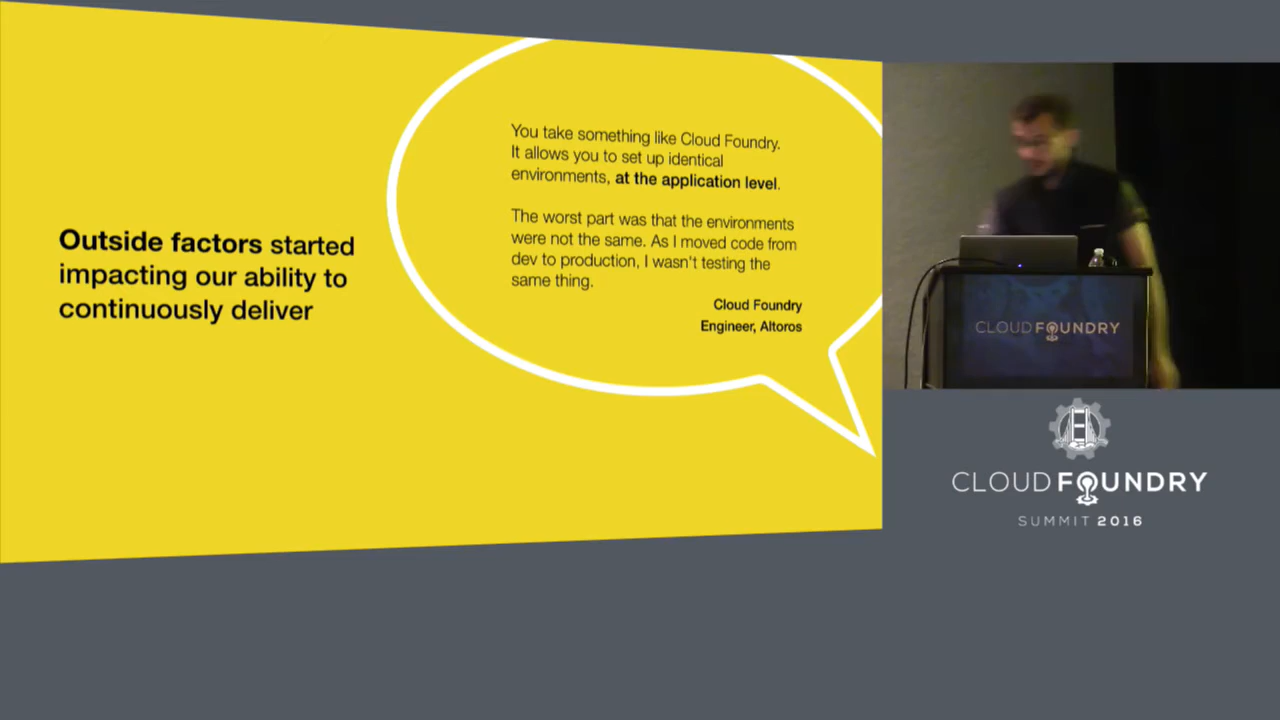 Outside factors started
impacting our ability to
continuously deliver
You take something like Cloud Foundry.
It allows you to set up identical
environments, at the application level.
The worst part was that the environments
were not the same. As I moved code from
dev to production, I wasn't testing the
same thing.
Cloud Foundry
Engineer, Altoros
CLOUD FOUNDRY
CLOUD FOUNDRY
SUMMIT 2016